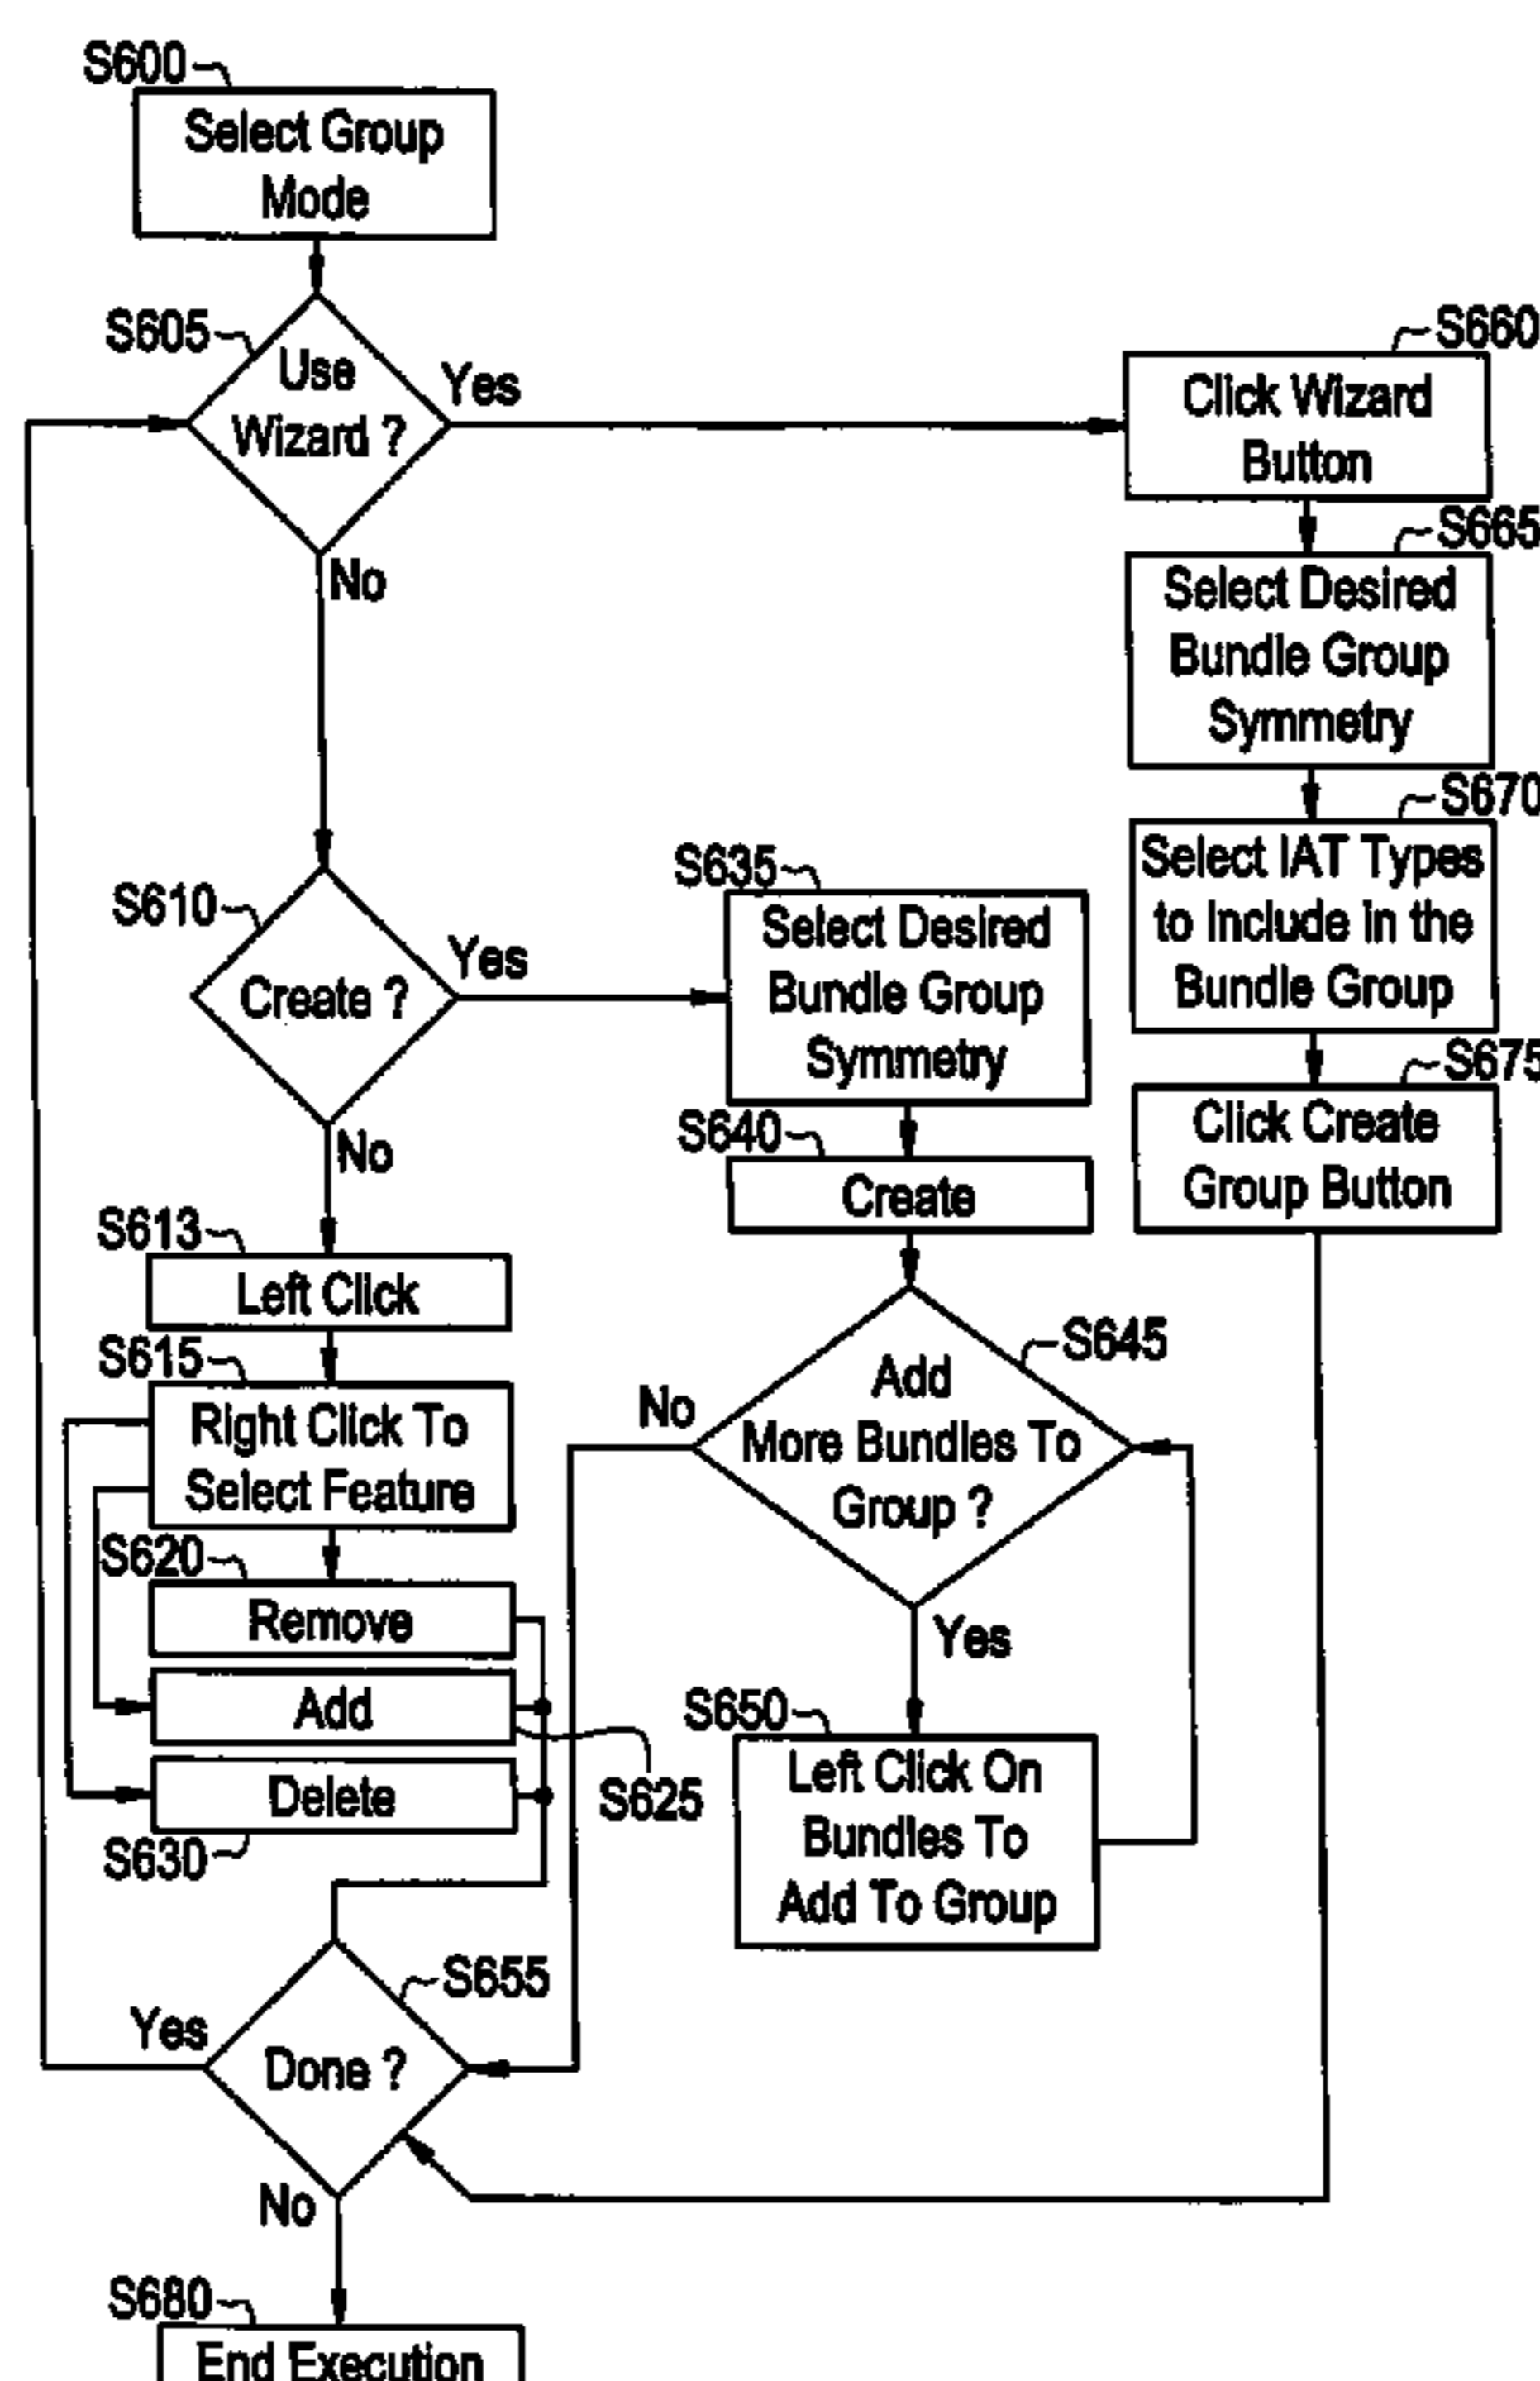 S600
Select Group
Mode
S605
Use
Wizard ?
Yes
No
S660
Click Wizard
Button
S665
Select Desired
Bundle Group
Symmetry
S670
Select IAT Types
to Include in the
Bundle Group
S675
Click Create
Group Button
S610
Create ?
Yes
No
S635
Select Desired
Bundle Group
Symmetry
S640
Create
S613
Left Click
S615
Right Click To
Select Feature
S620
Remove
Add
S625
Delete
S630
S645
Add
More Bundles To
Group ?
No
Yes
S650
Left Click On
Bundles To
Add To Group
S655
Done ?
Yes
No
S680
End Execution